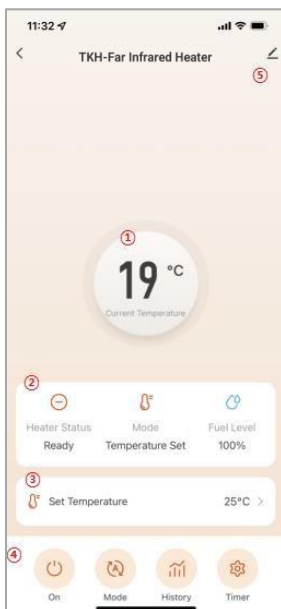 11:32
TKH-Far Infrared Heater
⑤
①
19 °C
Current Temperature
②
Heater Status Mode Fuel Level
Ready Temperature Set 100%
③
Set Temperature 25°C
④
On Mode History Timer